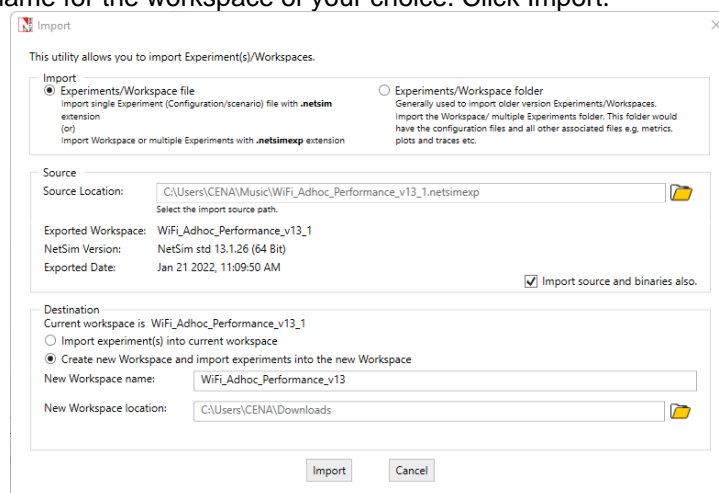 name for the workspace of your choice. Click Import.
Import
This utility allows you to import Experiment(s)/Workspaces.
Import
Experiments/Workspace file
Import single Experiment (Configuration/scenario) file with .netsim
extension
(or)
Import Workspace or multiple Experiments with .netsimexp extension
Experiments/Workspace folder
Generally used to import older version Experiments/Workspaces.
Import the Workspace/ multiple Experiments folder. This folder would
have the configuration files and all other associated files e.g. metrics,
plots and traces etc.
Source
Source Location: C:\Users\CENA\Music\WiFi_Adhoc_Performance_v13_1.netsimexp
Select the import source path.
Exported Workspace: WiFi_Adhoc_Performance_v13_1
NetSim Version: NetSim std 13.1.26 (64 Bit)
Exported Date: Jan 21 2022, 11:09:50 AM
Import source and binaries also.
Destination
Current workspace is WiFi_Adhoc_Performance_v13_1
Import experiment(s) into current workspace
Create new Workspace and import experiments into the new Workspace
New Workspace name: WiFi_Adhoc_Performance_v13
New Workspace location: C:\Users\CENA\Downloads
Import Cancel